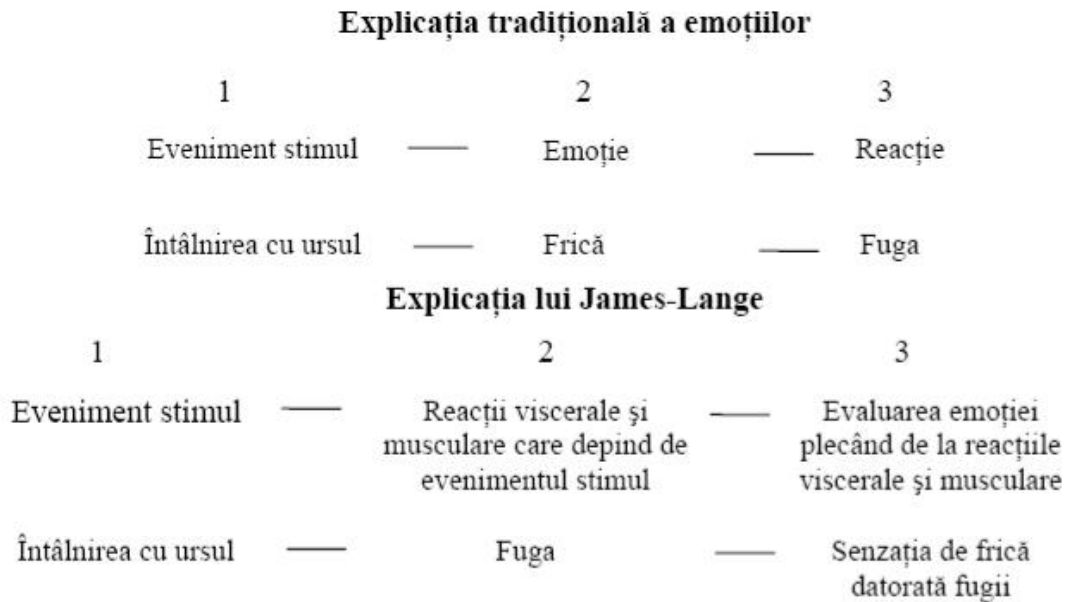 Explicația tradițională a emoțiilor
1 2 3
Eveniment stimul — Emoție — Reacție
Întâlnirea cu ursul — Frică — Fuga
Explicația lui James-Lange
1 2 3
Eveniment stimul — Reacții viscerale şi — Evaluarea emoției
musculare care depind de plecând de la reacțiile
evenimentul stimul viscerale şi musculare
Întâlnirea cu ursul — Fuga — Senzația de frică
datorată fugii